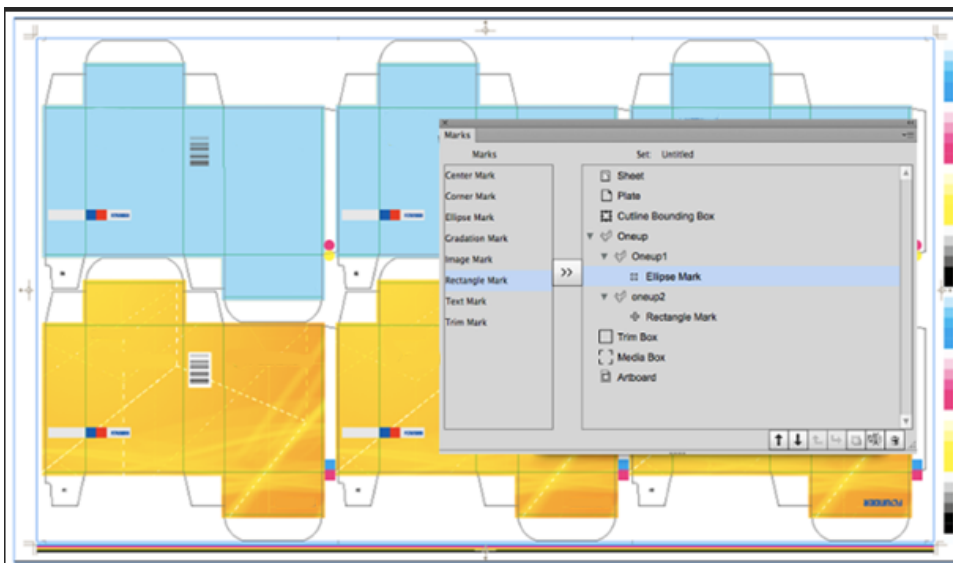 Marks
Marks
Set: Untitled
Center Mark
Corner Mark
Ellipse Mark
Gradation Mark
Image Mark
Rectangle Mark
Text Mark
Trim Mark
>>
Sheet
Plate
Cutline Bounding Box
Oneup
Oneup1
Ellipse Mark
oneup2
Rectangle Mark
Trim Box
Media Box
Artboard